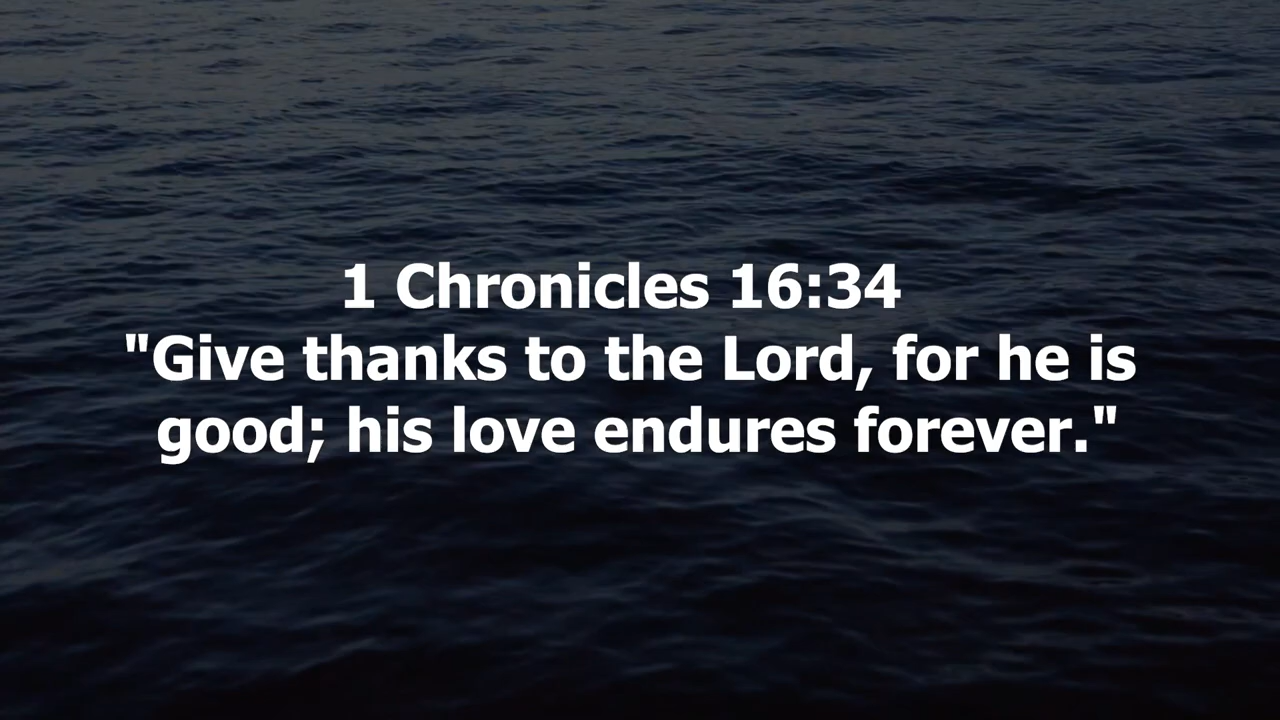 1 Chronicles 16:34
"Give thanks to the Lord, for he is
good; his love endures forever."